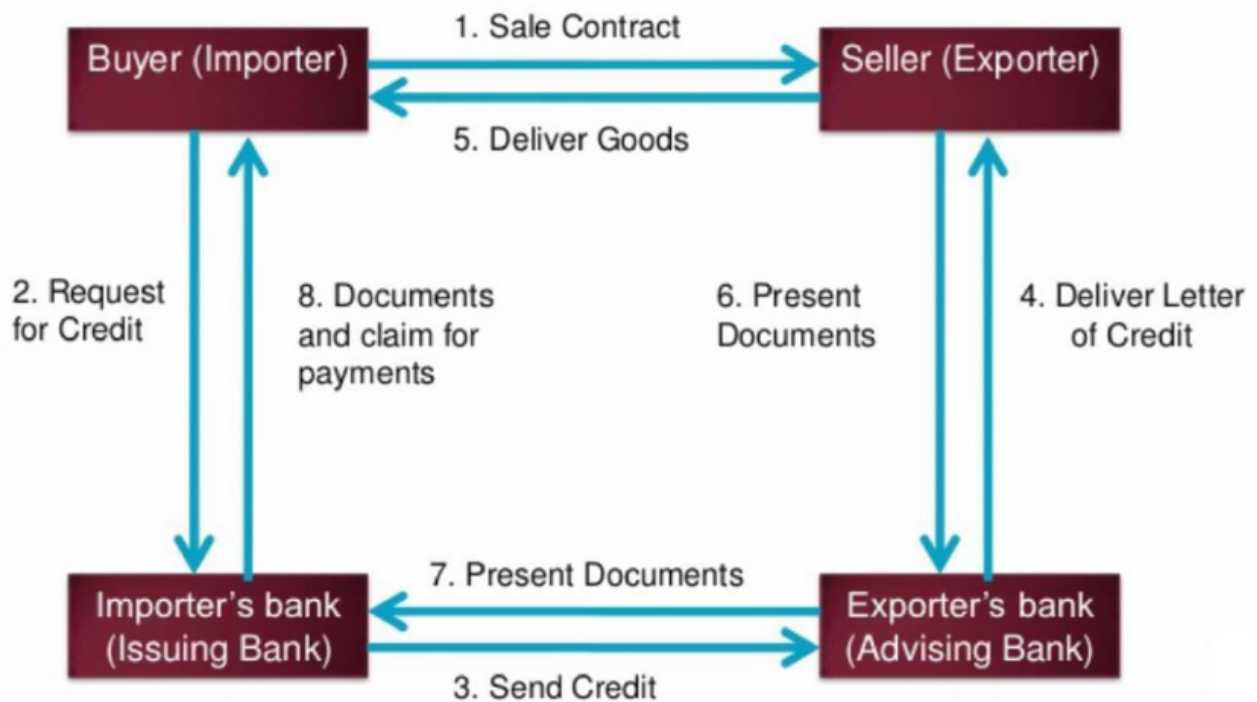 1. Sale Contract
Buyer (Importer)
Seller (Exporter)
5. Deliver Goods
2. Request
for Credit
8. Documents
and claim for
payments
6. Present
Documents
4. Deliver Letter
of Credit
7. Present Documents
Importer's bank
(Issuing Bank)
Exporter's bank
(Advising Bank)
3. Send Credit